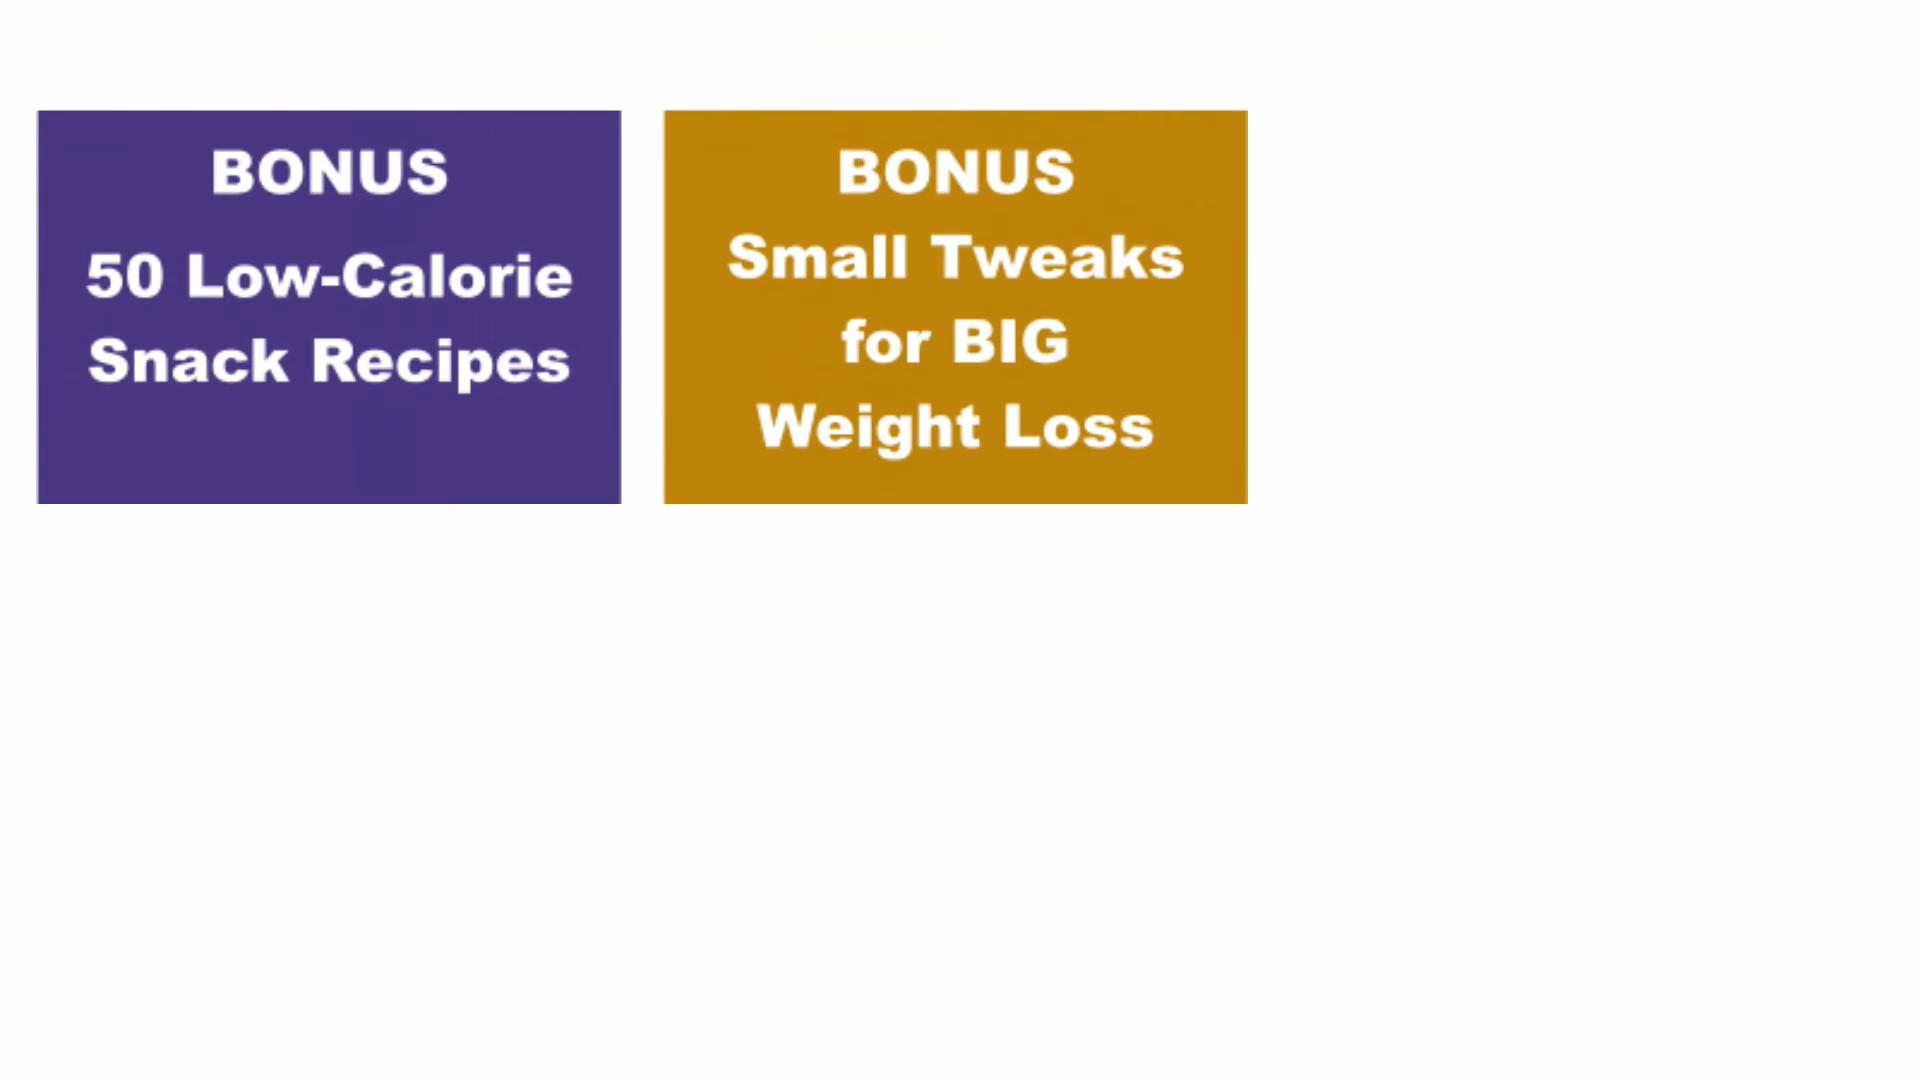 BONUS
50 Low-Calorie
Snack Recipes
BONUS
Small Tweaks
for BIG
Weight Loss